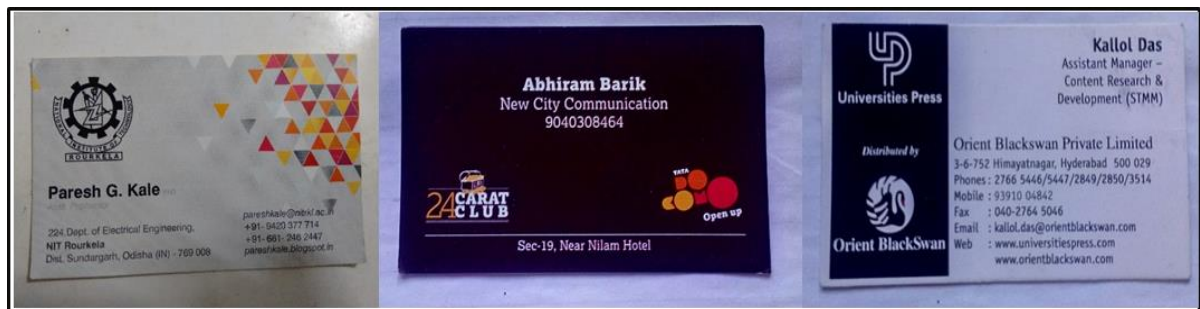 NATIONAL INSTITUTE OF TECHNOLOGY
ROURKELA
Paresh G. Kale
224, Dept. of Electrical Engineering,
NIT Rourkela
Dist. Sundargarh, Odisha (IN) - 769 008
pareshkale@nitrkl.ac.in
+91- 9420 377 714
+91- 661- 246 2447
pareshkale.blogspot.in
Abhiram Barik
New City Communication
9040308464
24 CARAT
CLUB
TATA
DOCOMO
Open up
Sec-19, Near Nilam Hotel
UP
Universities Press
Distributed by
Orient BlackSwan
Kallol Das
Assistant Manager –
Content Research &
Development (STMM)
Orient Blackswan Private Limited
3-6-752 Himayatnagar, Hyderabad 500 029
Phones : 2766 5446/5447/2849/2850/3514
Mobile : 93910 04842
Fax : 040-2764 5046
Email : kallol.das@orientblackswan.com
Web : www.universitiespress.com
www.orientblackswan.com